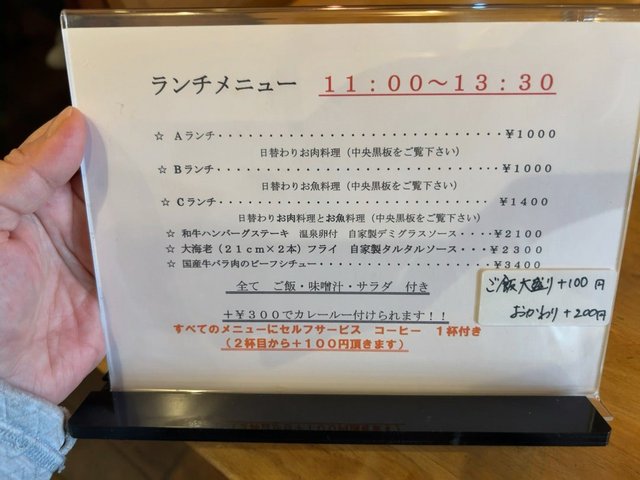 ランチメニュー 11:00～13:30
☆ Aランチ・・・・・・・・・・・・・・・・・・・・・・・・・・・・・・・¥1000
日替わりお肉料理（中央黒板をご覧下さい）
☆ Bランチ・・・・・・・・・・・・・・・・・・・・・・・・・・・・・・・¥1000
日替わりお魚料理（中央黒板をご覧下さい）
☆ Cランチ・・・・・・・・・・・・・・・・・・・・・・・・・・・・・・・¥1400
日替わりお肉料理とお魚料理（中央黒板をご覧下さい）
☆ 和牛ハンバーグステーキ 温泉卵付 自家製デミグラスソース・・・・¥2100
☆ 大海老（21cm×2本）フライ 自家製タルタルソース・・・・¥2300
☆ 国産牛バラ肉のビーフシチュー・・・・・・・・・・・・・・・・・・・¥3400
全て ご飯・味噌汁・サラダ 付き
＋¥300でカレールー付けられます！！
すべてのメニューにセルフサービス コーヒー 1杯付き
（2杯目から＋100円頂きます）
ご飯大盛り＋100円
おかわり＋200円